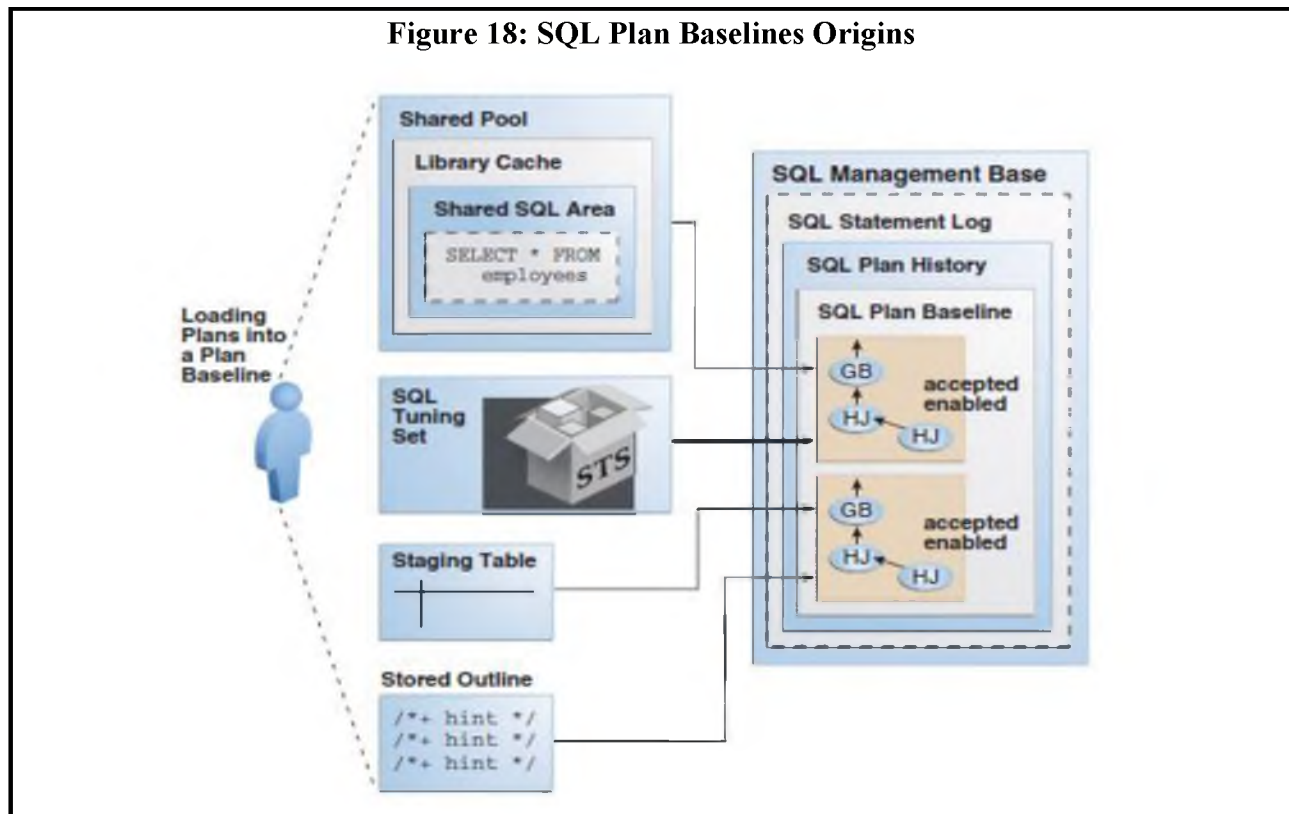 Figure 18: SQL Plan Baselines Origins
Loading
Plans into
a Plan
Baseline
Shared Pool
Library Cache
Shared SQL Area
SELECT * FROM
employees
SQL
Tuning
Set
STS
Staging Table
Stored Outline
/*+ hint */
/*+ hint */
/*+ hint */
SQL Management Base
SQL Statement Log
SQL Plan History
SQL Plan Baseline
GB
HJ
HJ
accepted
enabled
GB
HJ
HJ
accepted
enabled